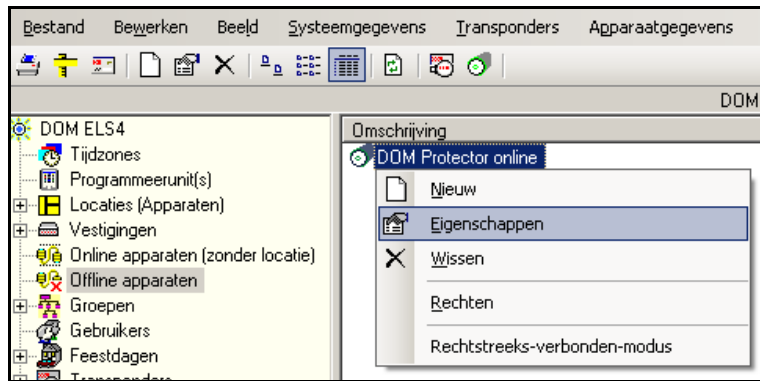 Bestand Bewerken Beeld Systeemgegevens Transponders Apparaatgegevens
DOM
DOM ELS4
Tijdzones
Programmeerunit(s)
Locaties (Apparaten)
Vestigingen
Online apparaten (zonder locatie)
Offline apparaten
Groepen
Gebruikers
Feestdagen
Transponders
Omschrijving
DOM Protector online
Nieuw
Eigenschappen
Wissen
Rechten
Rechtstreeks-verbonden-modus